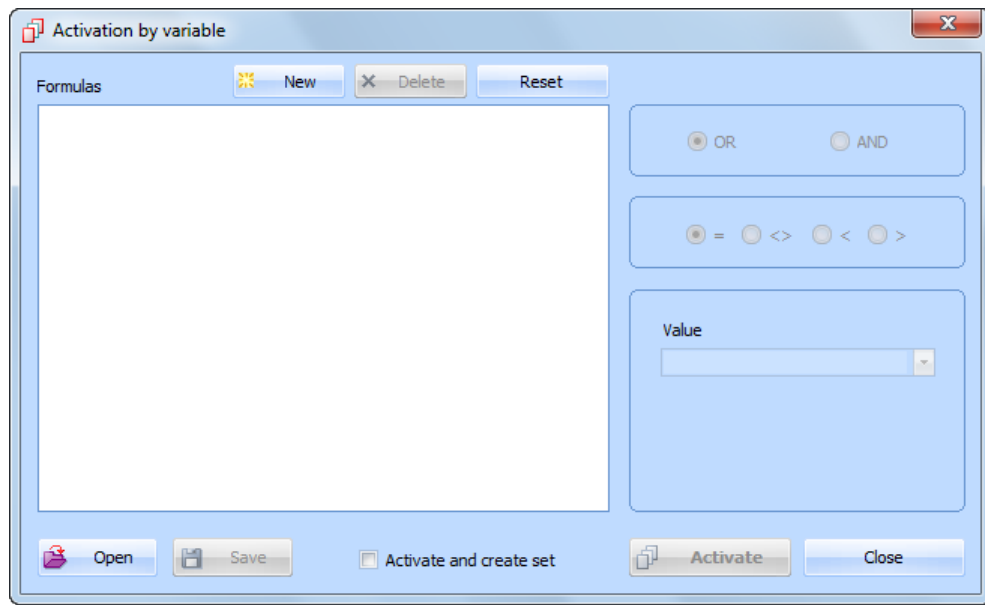 Activation by variable
Formulas
New
Delete
Reset
OR
AND
=
<>
<
>
Value
Open
Save
Activate and create set
Activate
Close